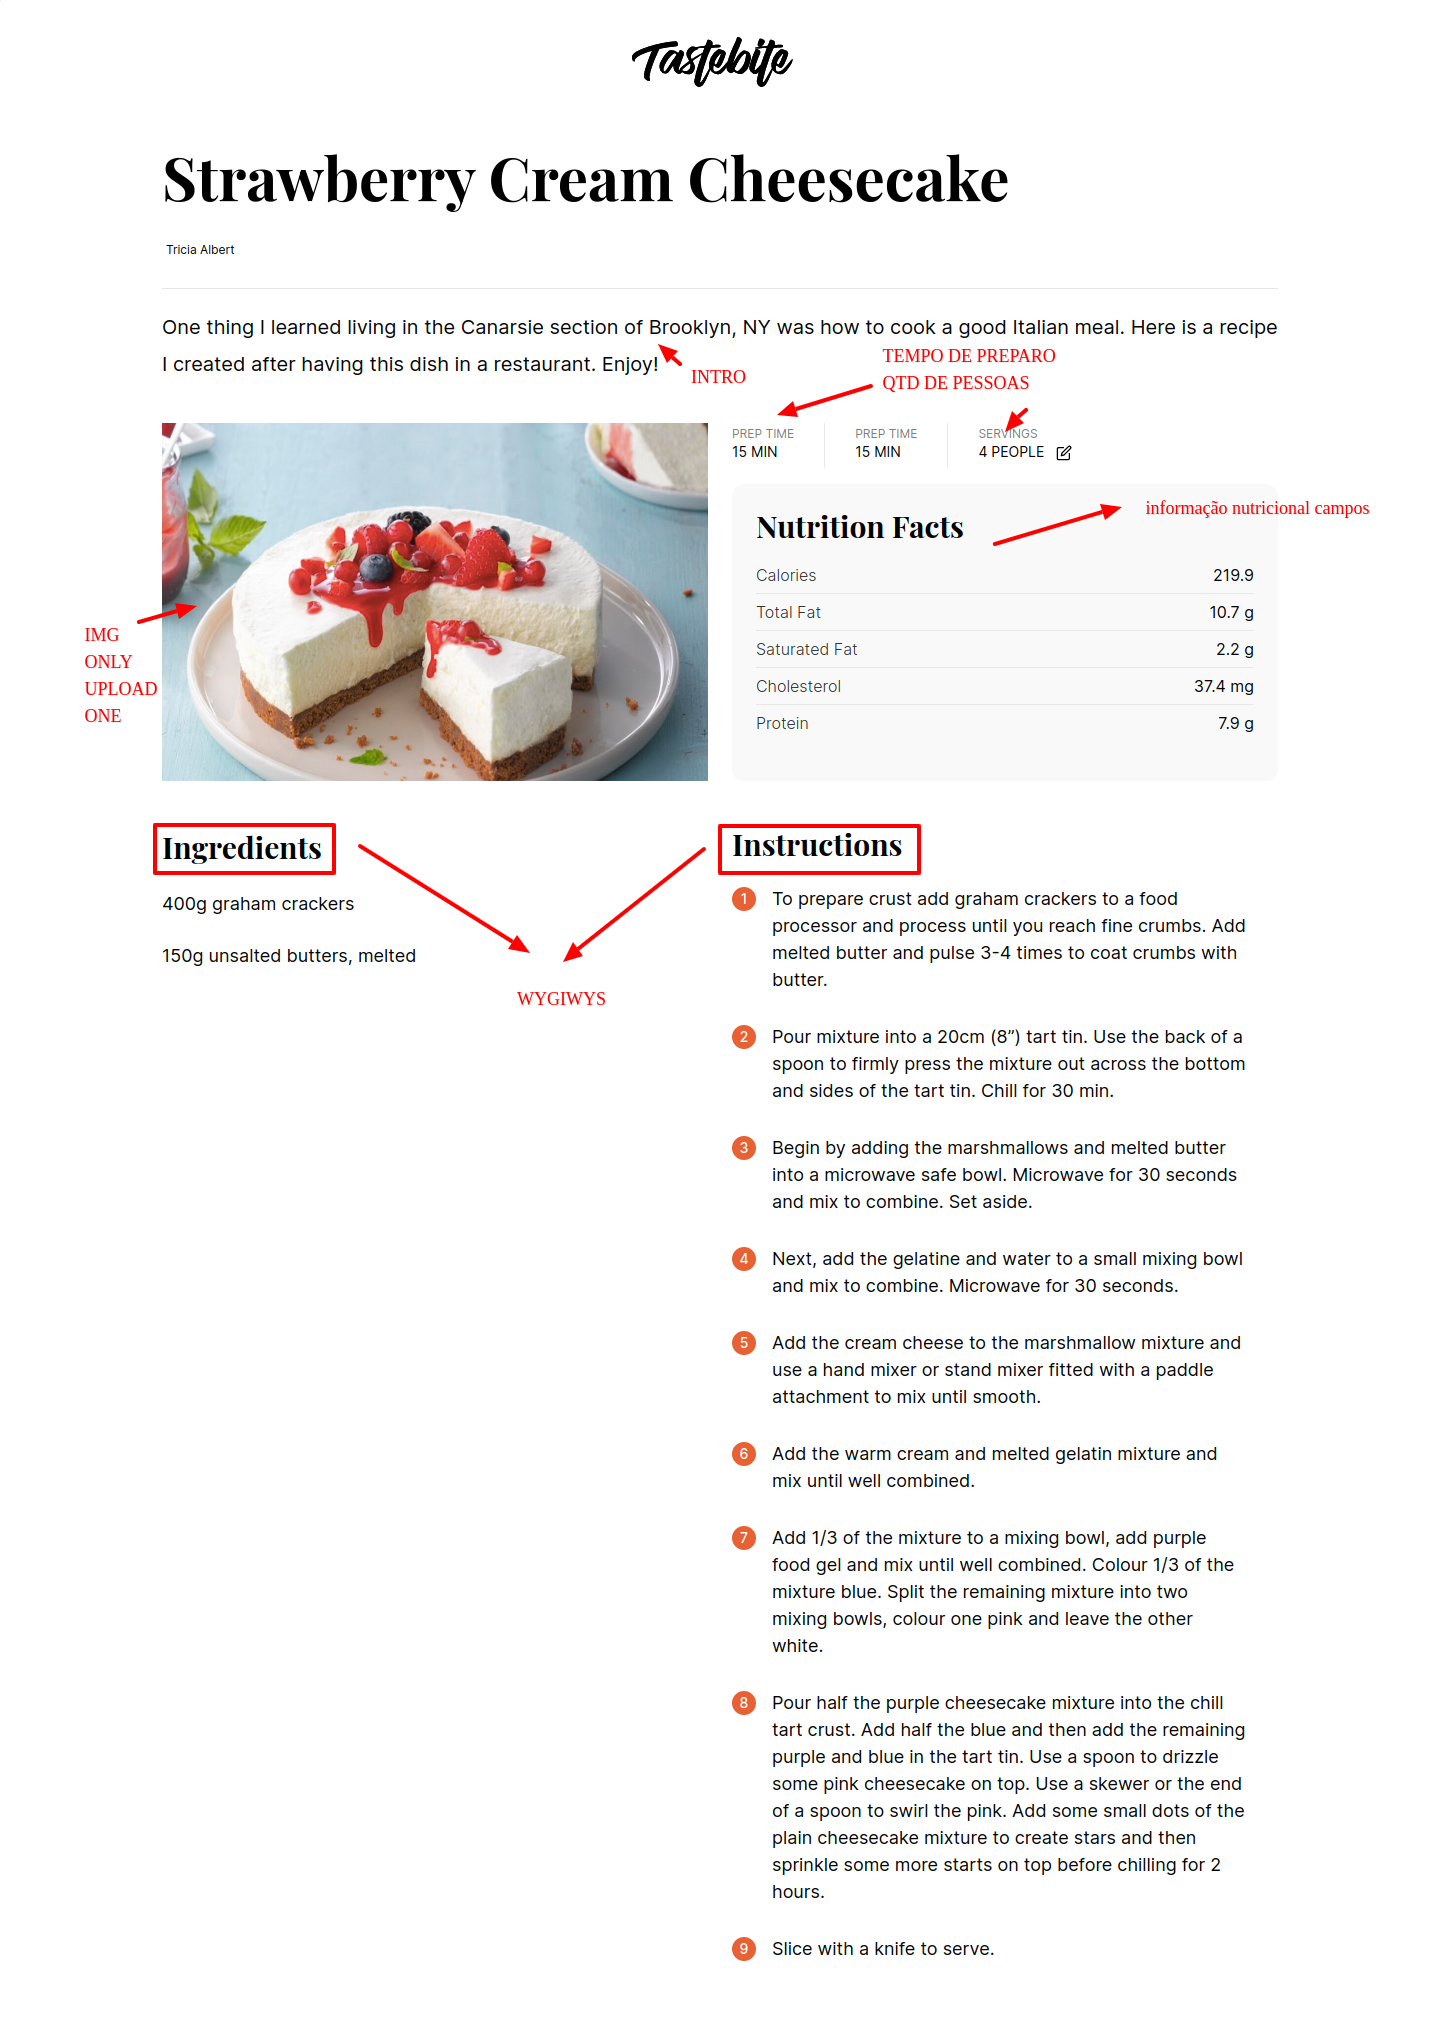 Tastebite
Strawberry Cream Cheesecake
Tricia Albert
One thing I learned living in the Canarsie section of Brooklyn, NY was how to cook a good Italian meal. Here is a recipe
I created after having this dish in a restaurant. Enjoy!
INTRO
TEMPO DE PREPARO
QTD DE PESSOAS
PREP TIME
15 MIN
PREP TIME
15 MIN
SERVINGS
4 PEOPLE
IMG
ONLY
UPLOAD
ONE
Nutrition Facts
informação nutricional campos
Calories 219.9
Total Fat 10.7 g
Saturated Fat 2.2 g
Cholesterol 37.4 mg
Protein 7.9 g
Ingredients
400g graham crackers
150g unsalted butters, melted
WYGIWYS
Instructions
1 To prepare crust add graham crackers to a food
processor and process until you reach fine crumbs. Add
melted butter and pulse 3-4 times to coat crumbs with
butter.
2 Pour mixture into a 20cm (8”) tart tin. Use the back of a
spoon to firmly press the mixture out across the bottom
and sides of the tart tin. Chill for 30 min.
3 Begin by adding the marshmallows and melted butter
into a microwave safe bowl. Microwave for 30 seconds
and mix to combine. Set aside.
4 Next, add the gelatine and water to a small mixing bowl
and mix to combine. Microwave for 30 seconds.
5 Add the cream cheese to the marshmallow mixture and
use a hand mixer or stand mixer fitted with a paddle
attachment to mix until smooth.
6 Add the warm cream and melted gelatin mixture and
mix until well combined.
7 Add 1/3 of the mixture to a mixing bowl, add purple
food gel and mix until well combined. Colour 1/3 of the
mixture blue. Split the remaining mixture into two
mixing bowls, colour one pink and leave the other
white.
8 Pour half the purple cheesecake mixture into the chill
tart crust. Add half the blue and then add the remaining
purple and blue in the tart tin. Use a spoon to drizzle
some pink cheesecake on top. Use a skewer or the end
of a spoon to swirl the pink. Add some small dots of the
plain cheesecake mixture to create stars and then
sprinkle some more starts on top before chilling for 2
hours.
9 Slice with a knife to serve.